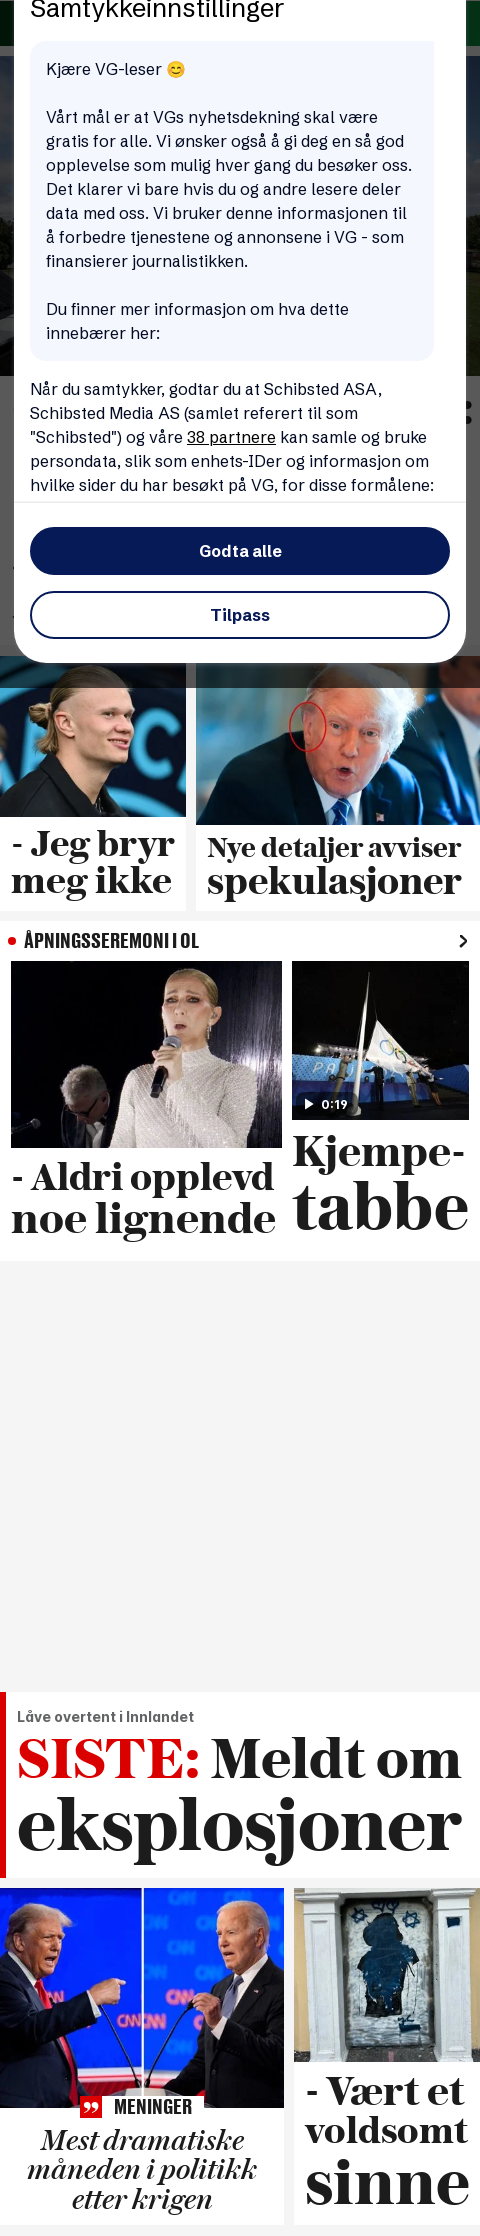 Samtykkeinnstillinger
Kjære VG-leser 😊
Vårt mål er at VGs nyhetsdekning skal være
gratis for alle. Vi ønsker også å gi deg en så god
opplevelse som mulig hver gang du besøker oss.
Det klarer vi bare hvis du og andre lesere deler
data med oss. Vi bruker denne informasjonen til
å forbedre tjenestene og annonsene i VG - som
finansierer journalistikken.
Du finner mer informasjon om hva dette
innebærer her:
Når du samtykker, godtar du at Schibsted ASA,
Schibsted Media AS (samlet referert til som
"Schibsted") og våre 38 partnere kan samle og bruke
persondata, slik som enhets-IDer og informasjon om
hvilke sider du har besøkt på VG, for disse formålene:
Godta alle
Tilpass
- Jeg bryr
meg ikke
Nye detaljer avviser
spekulasjoner
ÅPNINGSSEREMONI I OL
0:19
- Aldri opplevd
noe lignende
Kjempe-
tabbe
Låve overtent i Innlandet
SISTE: Meldt om
eksplosjoner
CNN
MENINGER
Mest dramatiske
måneden i politikk
etter krigen
- Vært et
voldsomt
sinne